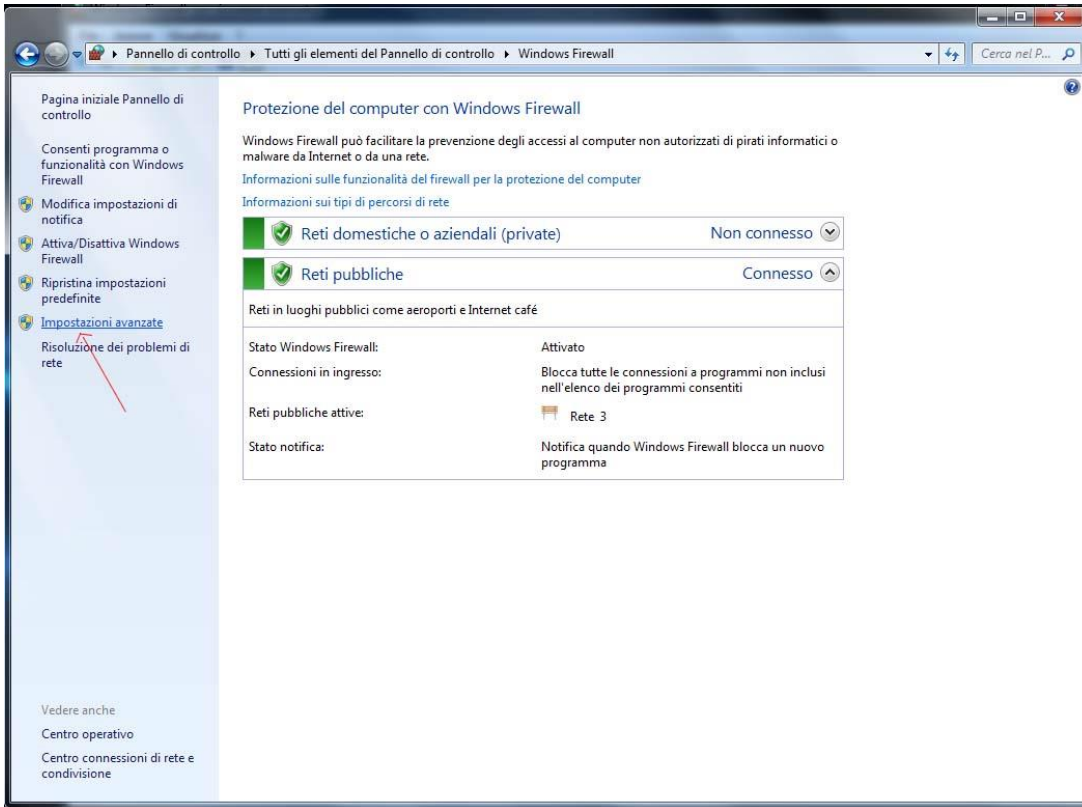 Pannello di controllo
Tutti gli elementi del Pannello di controllo
Windows Firewall
Cerca nel P...
Pagina iniziale Pannello di
controllo
Consenti programma o
funzionalità con Windows
Firewall
Modifica impostazioni di
notifica
Attiva/Disattiva Windows
Firewall
Ripristina impostazioni
predefinite
Impostazioni avanzate
Risoluzione dei problemi di
rete
Vedere anche
Centro operativo
Centro connessioni di rete e
condivisione
Protezione del computer con Windows Firewall
Windows Firewall può facilitare la prevenzione degli accessi al computer non autorizzati di pirati informatici o
malware da Internet o da una rete.
Informazioni sulle funzionalità del firewall per la protezione del computer
Informazioni sui tipi di percorsi di rete
Reti domestiche o aziendali (private) Non connesso
Reti pubbliche Connesso
Reti in luoghi pubblici come aeroporti e Internet café
Stato Windows Firewall: Attivato
Connessioni in ingresso: Blocca tutte le connessioni a programmi non inclusi
nell'elenco dei programmi consentiti
Reti pubbliche attive: Rete 3
Stato notifica: Notifica quando Windows Firewall blocca un nuovo
programma